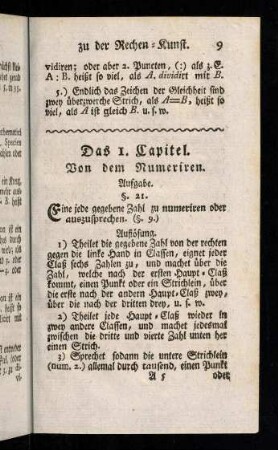 zu der Rechen-Kunst. 9
vidiren; oder aber 2. Puncten, (:) als z. E.
A : B. heißt so viel, als A. dividirt mit B.
5.) Endlich das Zeichen der Gleichheit sind
zwey überzwerche Strich, als A=B, heißt so
viel, als A ist gleich B. u. s. w.
Das 1. Capitel.
Von dem Numeriren.
Aufgabe.
§. 21.
Eine jede gegebene Zahl zu numeriren oder
auszusprechen. (§. 9.)
Auflösung.
1) Theilet die gegebene Zahl von der rechten
gegen die linke Hand in Classen, eignet jeder
Claß sechs Zahlen zu, und machet über die
Zahl, welche nach der ersten Haupt-Claß
kommt, einen Punkt oder ein Strichlein, über
die erste nach der andern Haupt-Claß zwey,
über die nach der dritten drey, u. s. w.
2) Theilet jede Haupt-Claß wieder in
zwey andere Classen, und machet jedesmal
zwischen die dritte und vierte Zahl unten her
einen Strich.
3) Sprechet sodann die untere Strichlein
(num. 2.) allemal durch tausend, einen Punkt
A 5 oder